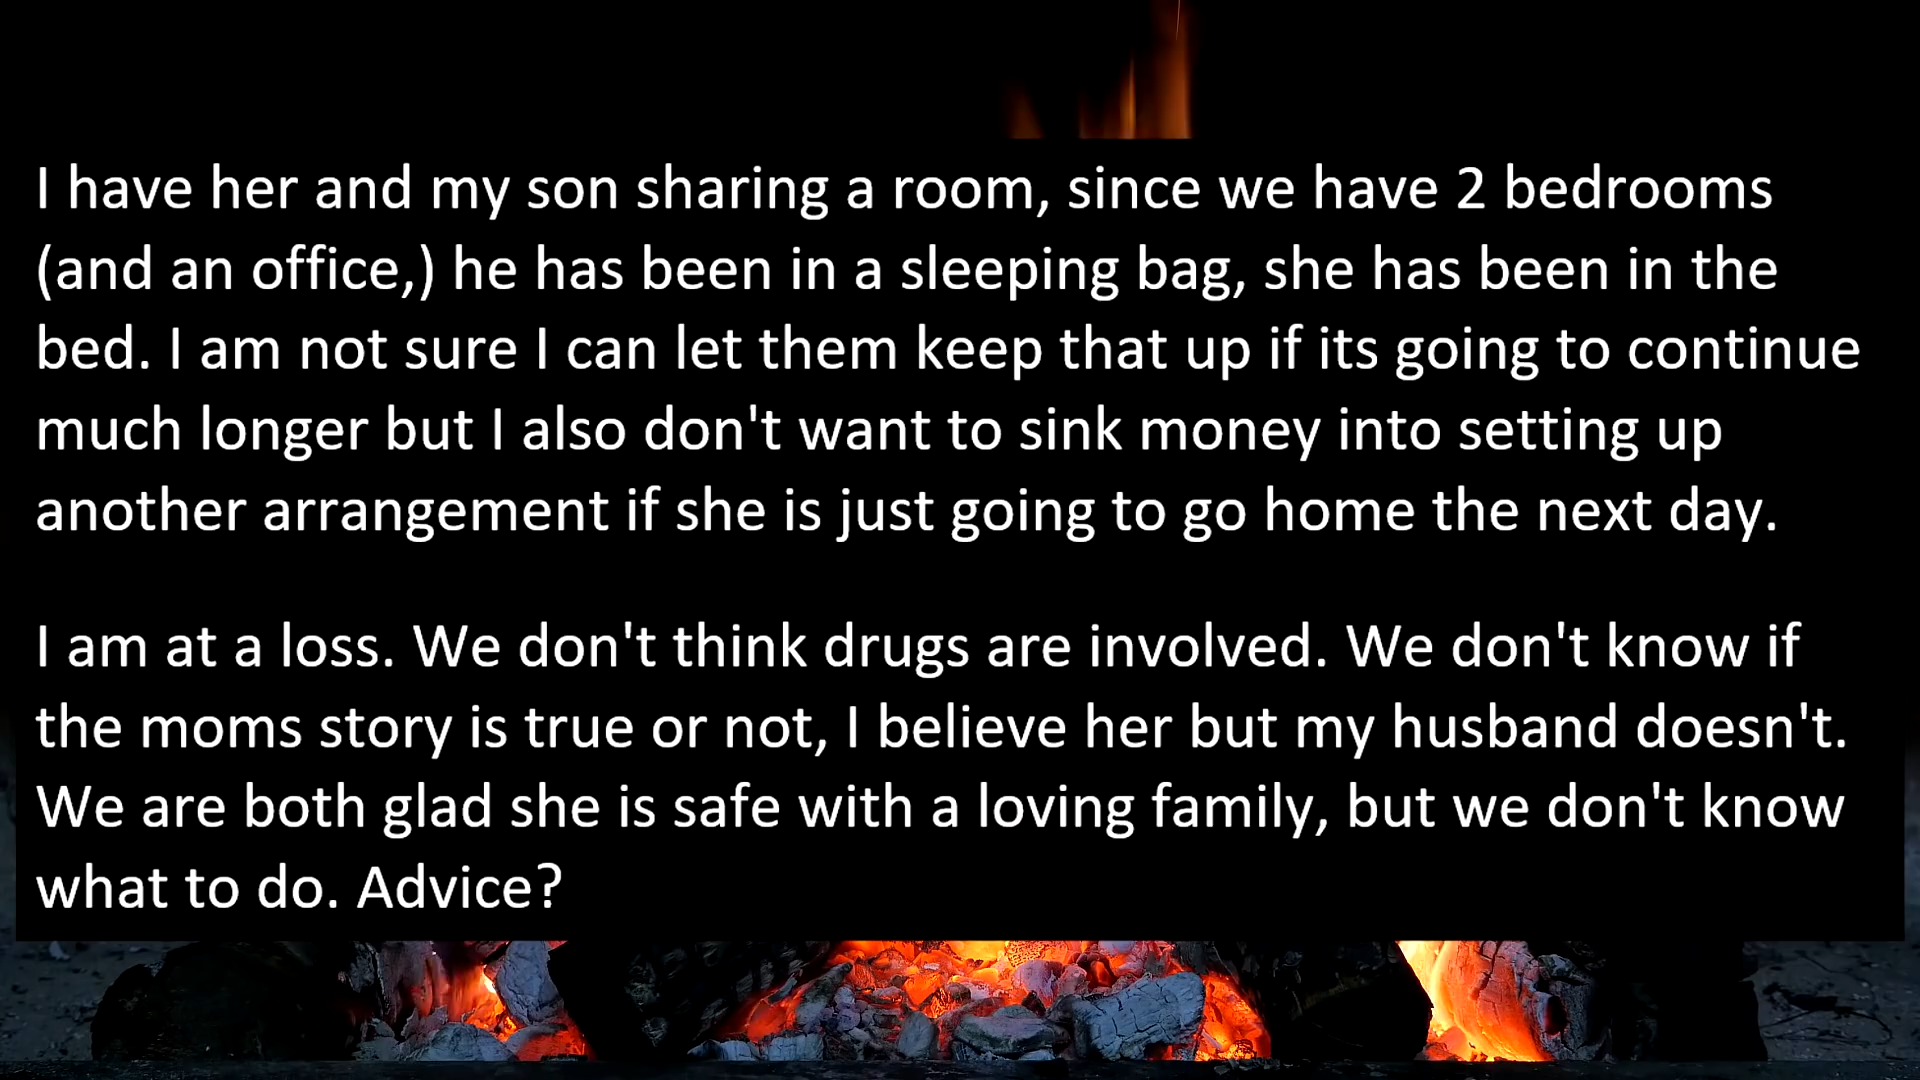 I have her and my son sharing a room, since we have 2 bedrooms
(and an office,) he has been in a sleeping bag, she has been in the
bed. I am not sure I can let them keep that up if its going to continue
much longer but I also don't want to sink money into setting up
another arrangement if she is just going to go home the next day.
I am at a loss. We don't think drugs are involved. We don't know if
the moms story is true or not, I believe her but my husband doesn't.
We are both glad she is safe with a loving family, but we don't know
what to do. Advice?